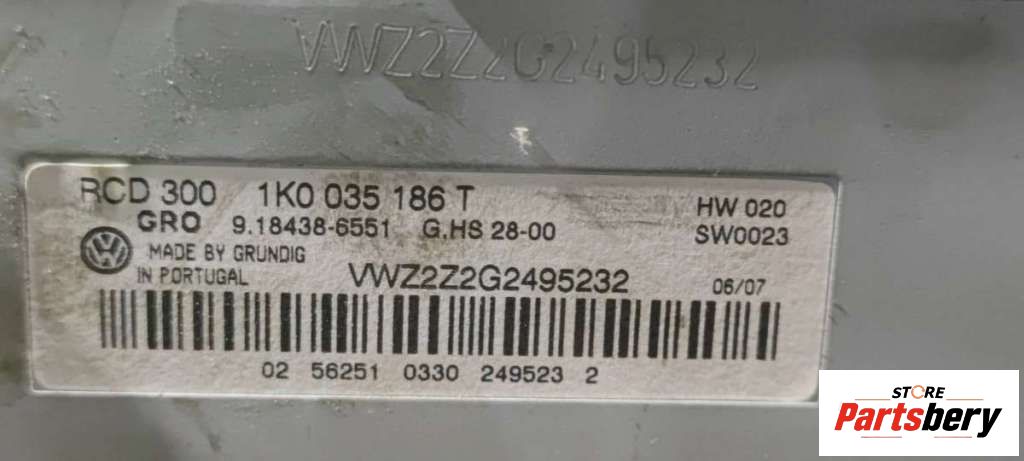 VWZ2Z2G2495232
RCD 300 1K0 035 186 T HW 020
GRO 9.18438-6551 G.HS 28-00 SW0023
MADE BY GRUNDIG
IN PORTUGAL VWZ2Z2G2495232 06/07
02 56251 0330 249523 2
STORE
Partsbery